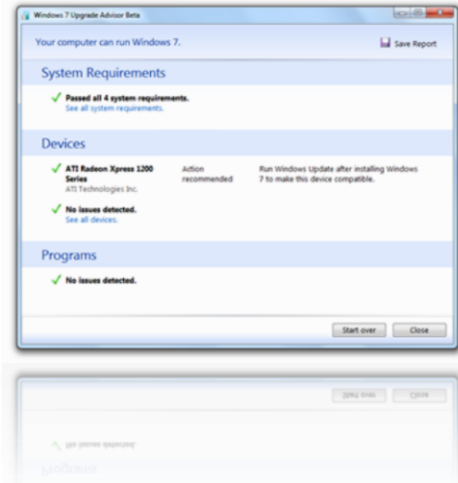 Windows 7 Upgrade Advisor Beta
Your computer can run Windows 7.
Save Report
System Requirements
Passed all 4 system requirements.
See all system requirements.
Devices
ATI Radeon Xpress 1200 Action Run Windows Update after installing Windows
Series recommended 7 to make this device compatible.
ATI Technologies Inc.
No issues detected.
See all devices.
Programs
No issues detected.
Start over Close